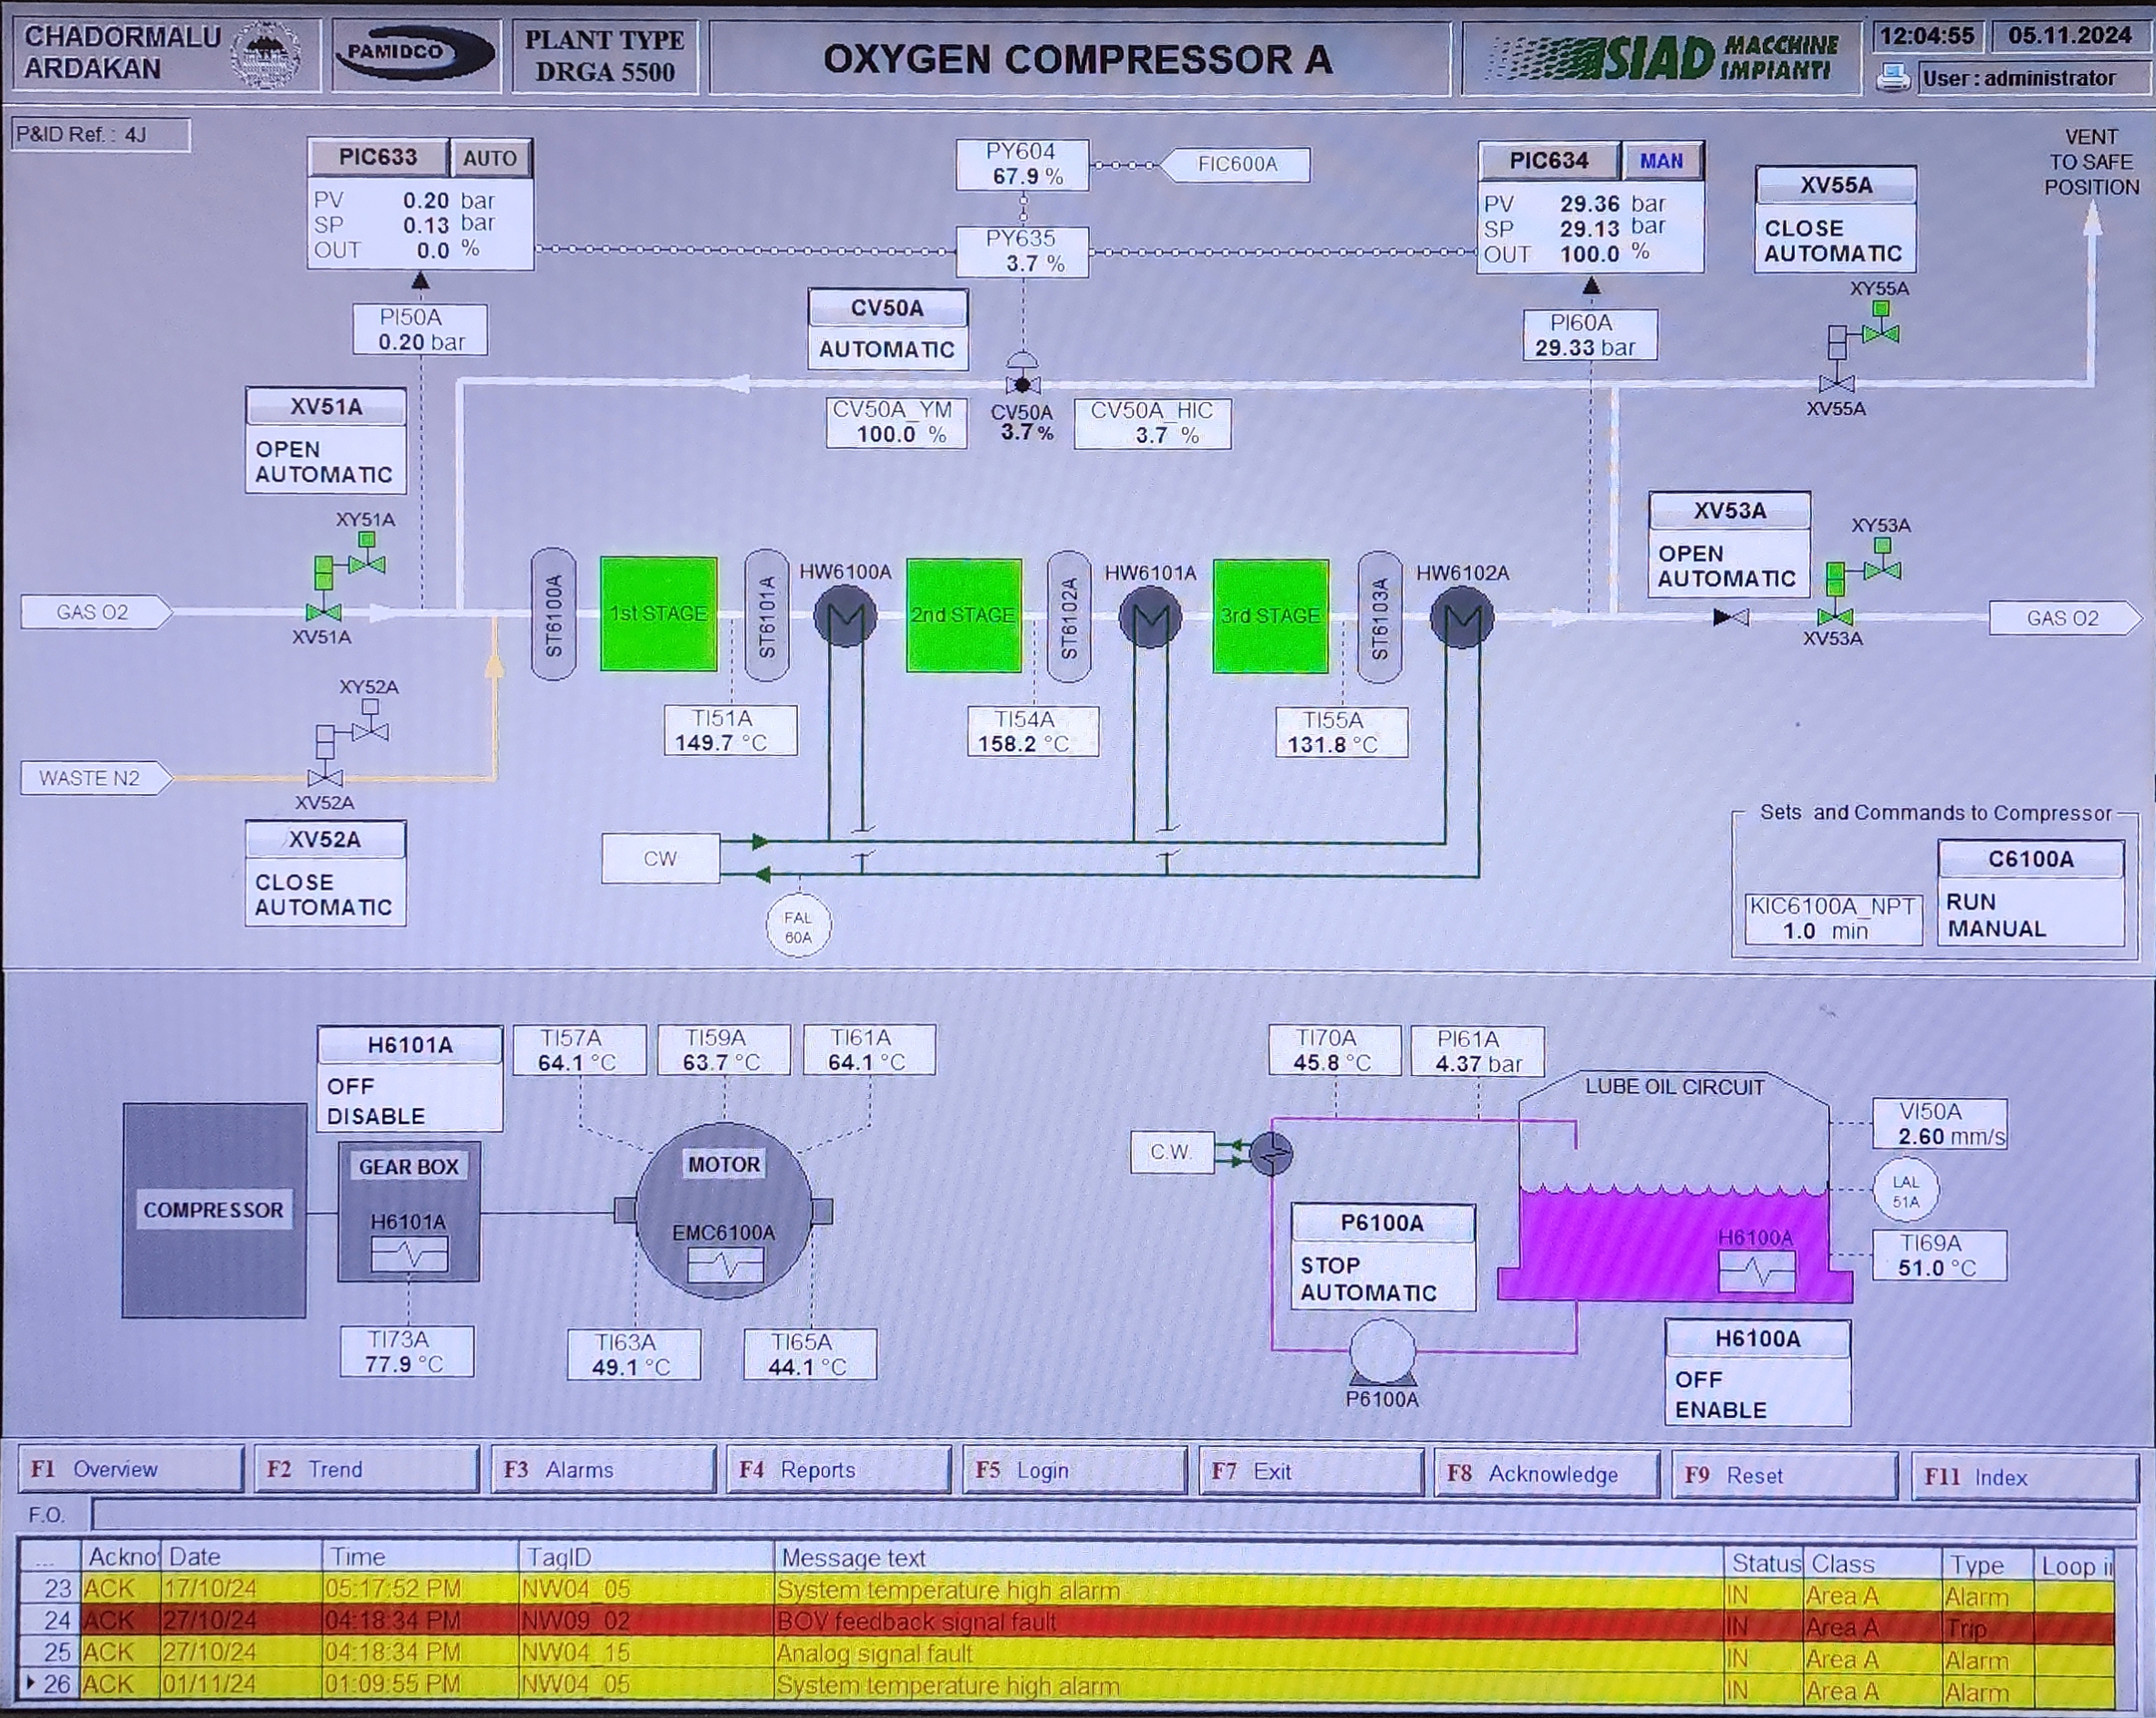 CHADORMALU
ARDAKAN
PAMIDCO
PLANT TYPE
DRGA 5500
OXYGEN COMPRESSOR A
SIAD MACCHINE
IMPIANTI
12:04:55 05.11.2024
User : administrator
P&ID Ref. : 4J
PIC633 AUTO
PV 0.20 bar
SP 0.13 bar
OUT 0.0 %
PI50A
0.20 bar
PY604
67.9 %
FIC600A
PY635
3.7 %
CV50A
AUTOMATIC
CV50A_YM
100.0 %
CV50A
3.7 %
CV50A_HIC
3.7 %
PIC634 MAN
PV 29.36 bar
SP 29.13 bar
OUT 100.0 %
PI60A
29.33 bar
XV55A
CLOSE
AUTOMATIC
XY55A
XV55A
VENT
TO SAFE
POSITION
XV51A
OPEN
AUTOMATIC
XY51A
XV51A
GAS O2
XY52A
XV52A
WASTE N2
XV52A
CLOSE
AUTOMATIC
ST6100A
1st STAGE
ST6101A
HW6100A
2nd STAGE
ST6102A
HW6101A
3rd STAGE
ST6103A
HW6102A
TI51A
149.7 °C
TI54A
158.2 °C
TI55A
131.8 °C
XV53A
OPEN
AUTOMATIC
XY53A
XV53A
GAS O2
CW
FAL
60A
Sets and Commands to Compressor
KIC6100A_NPT
1.0 min
C6100A
RUN
MANUAL
H6101A
OFF
DISABLE
TI57A
64.1 °C
TI59A
63.7 °C
TI61A
64.1 °C
COMPRESSOR
GEAR BOX
H6101A
MOTOR
EMC6100A
TI73A
77.9 °C
TI63A
49.1 °C
TI65A
44.1 °C
TI70A
45.8 °C
PI61A
4.37 bar
LUBE OIL CIRCUIT
C.W.
P6100A
STOP
AUTOMATIC
P6100A
H6100A
VI50A
2.60 mm/s
LAL
51A
TI69A
51.0 °C
H6100A
OFF
ENABLE
F1 Overview F2 Trend F3 Alarms F4 Reports F5 Login F7 Exit F8 Acknowledge F9 Reset F11 Index
F.O.
... Ackno Date Time TagID Message text Status Class Type Loop i
23 ACK 17/10/24 05:17:52 PM NW04_05 System temperature high alarm IN Area A Alarm
24 ACK 27/10/24 04:18:34 PM NW09_02 BOV feedback signal fault IN Area A Trip
25 ACK 27/10/24 04:18:34 PM NW04_15 Analog signal fault IN Area A Alarm
26 ACK 01/11/24 01:09:55 PM NW04_05 System temperature high alarm IN Area A Alarm